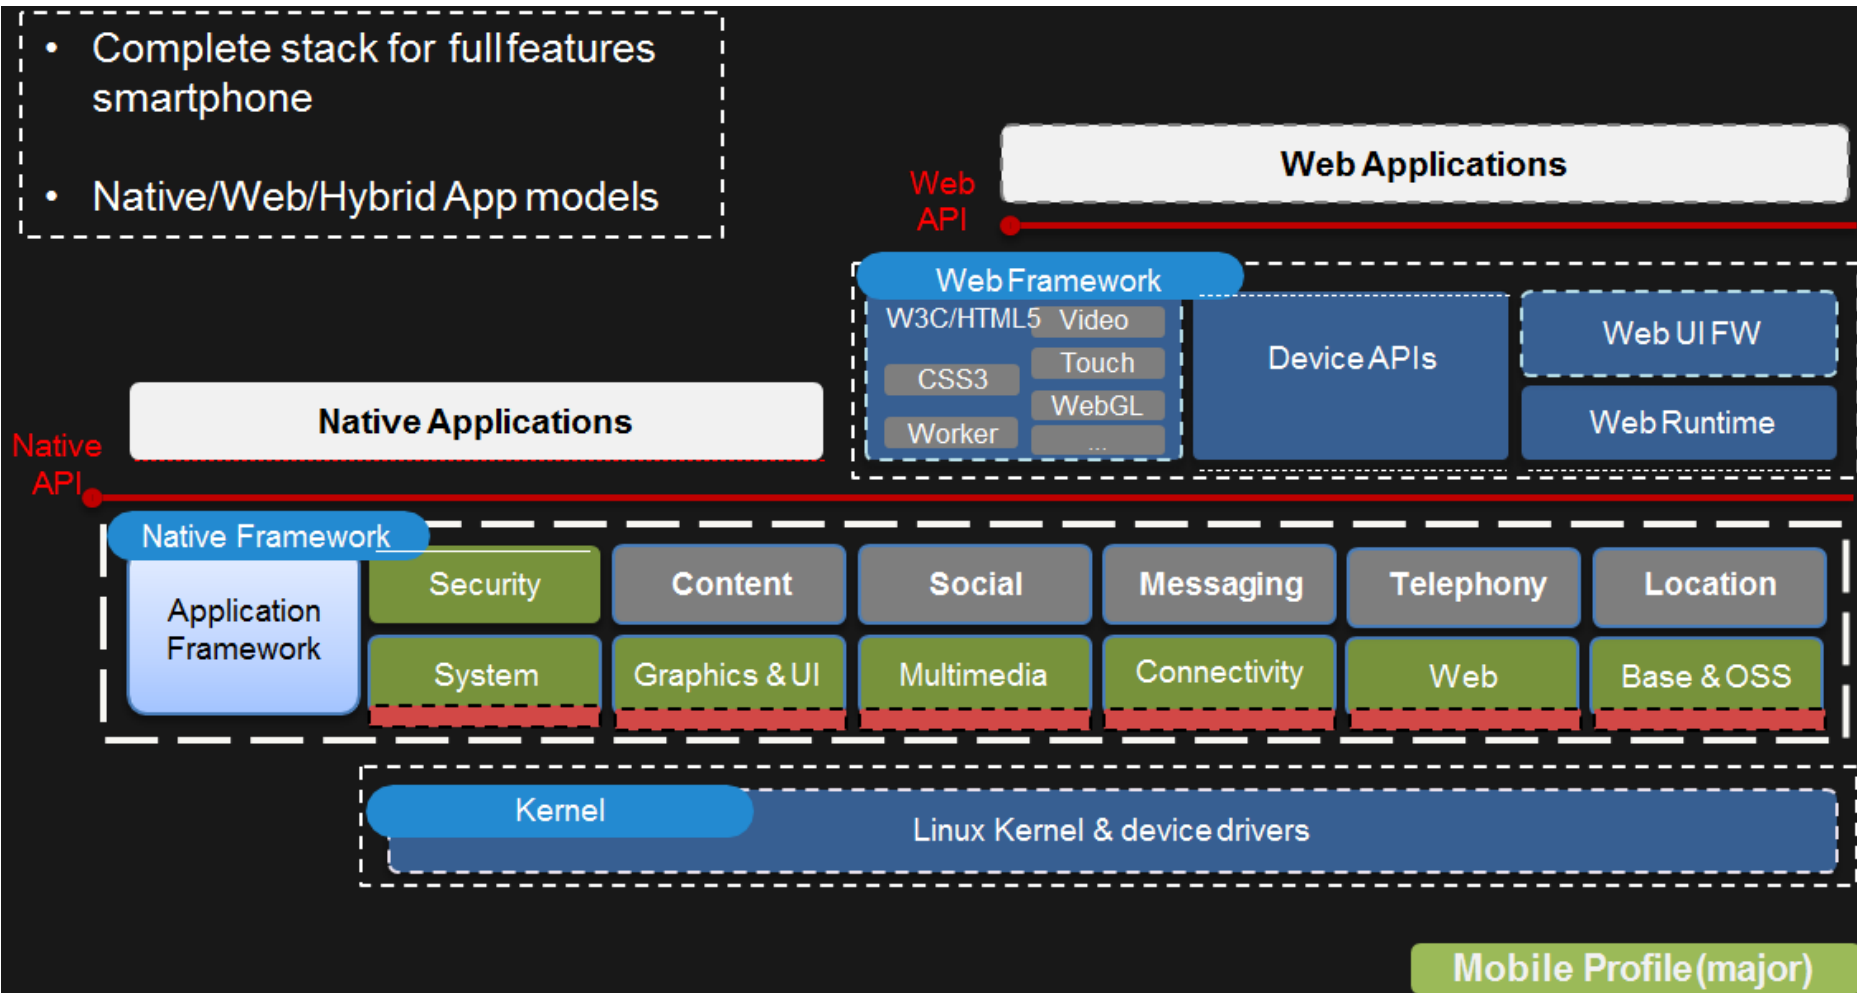 • Complete stack for full features
smartphone
• Native/Web/Hybrid App models
Web Applications
Web
API
Web Framework
W3C/HTML5
Video
Touch
CSS3
WebGL
Worker
...
Device APIs
Web UI FW
Web Runtime
Native Applications
Native
API
Native Framework
Application
Framework
Security
Content
Social
Messaging
Telephony
Location
System
Graphics & UI
Multimedia
Connectivity
Web
Base & OSS
Kernel
Linux Kernel & device drivers
Mobile Profile (major)